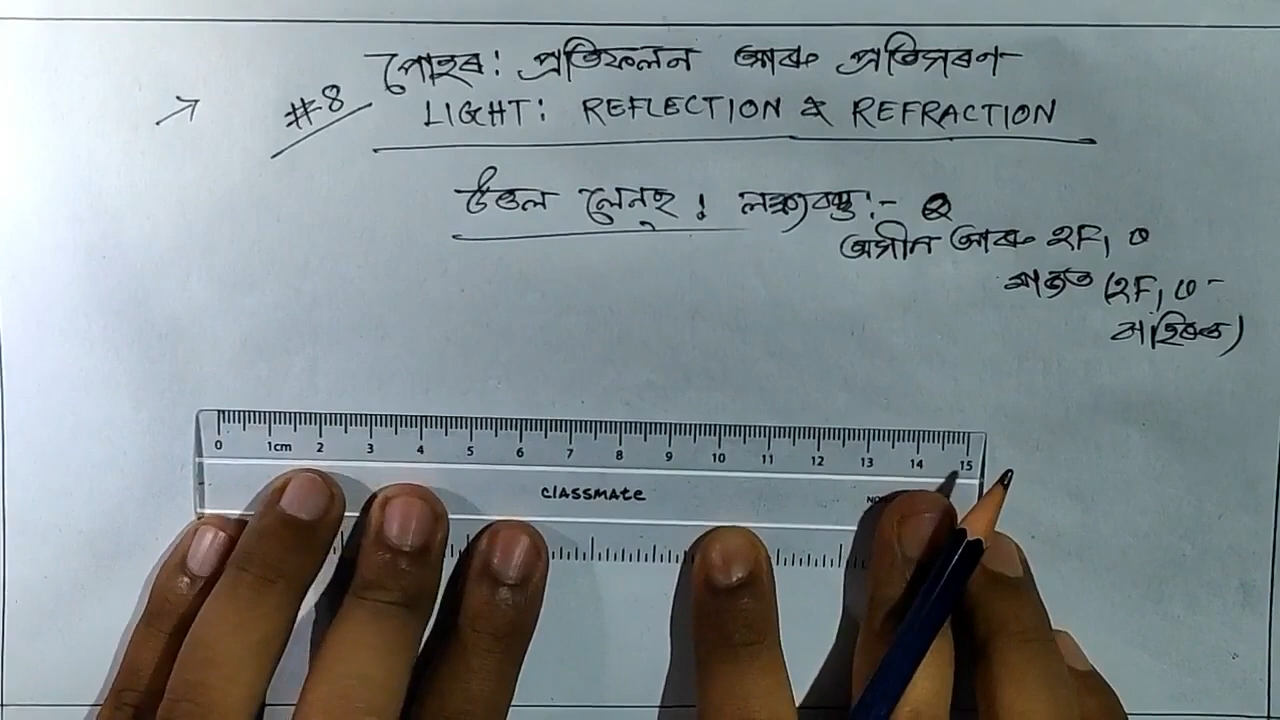 পোহৰ: প্ৰতিফলন আৰু প্ৰতিসৰণ
→ #8 LIGHT: REFLECTION & REFRACTION
উত্তল লেন্‌ছ: লক্ষ্যবস্তু:-
অসীম আৰু 2F₁ ৰ
মাজত (2F₁ ৰ -
বাহিৰত)
0 1cm 2 3 4 5 6 7 8 9 10 11 12 13 14 15
classmate